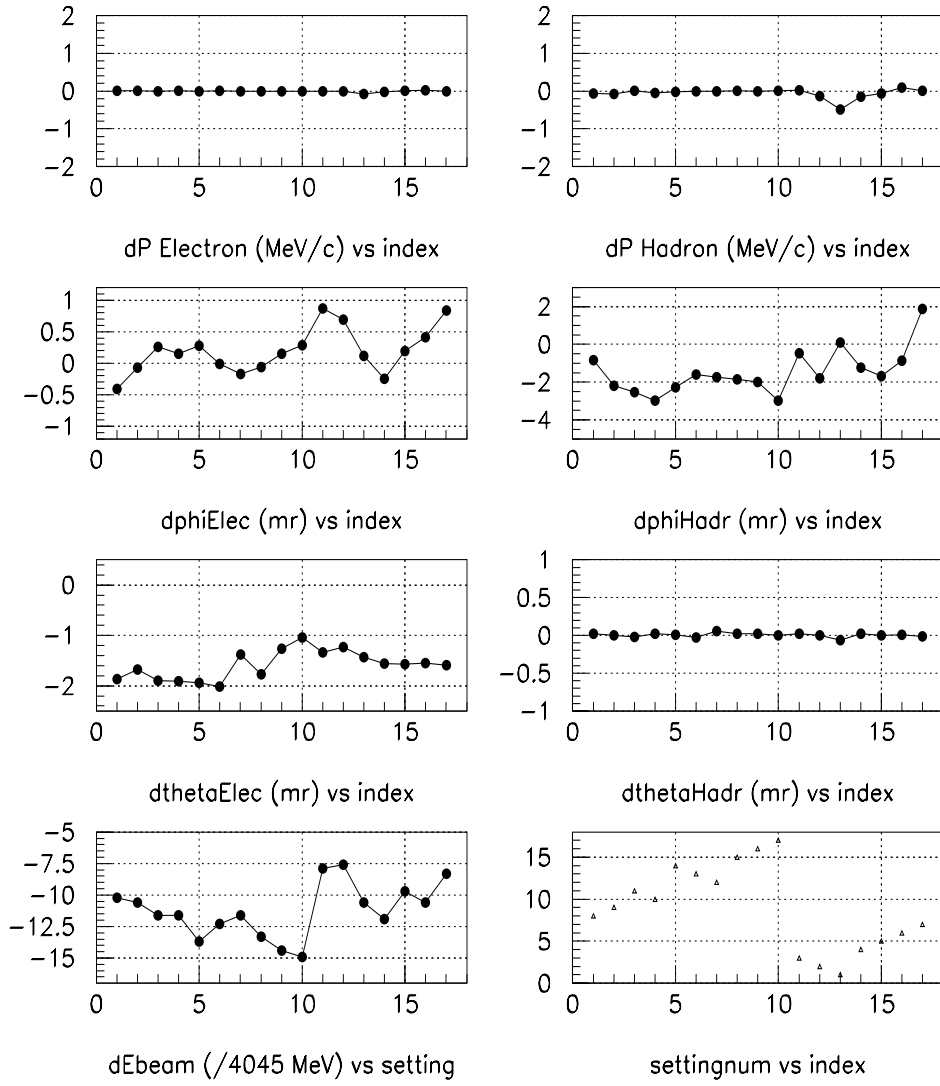 2 2
1 1
0 0
−1 −1
−2 −2
0 5 10 15 0 5 10 15
dP Electron (MeV/c) vs index dP Hadron (MeV/c) vs index
1 2
0.5 0
0 −2
−0.5 −4
−1
0 5 10 15 0 5 10 15
dphiElec (mr) vs index dphiHadr (mr) vs index
0 1
−1 0.5
−2 0
−0.5
−1
0 5 10 15 0 5 10 15
dthetaElec (mr) vs index dthetaHadr (mr) vs index
−5 15
−7.5 10
−10 5
−12.5 0
−15
0 5 10 15 0 5 10 15
dEbeam (/4045 MeV) vs setting settingnum vs index